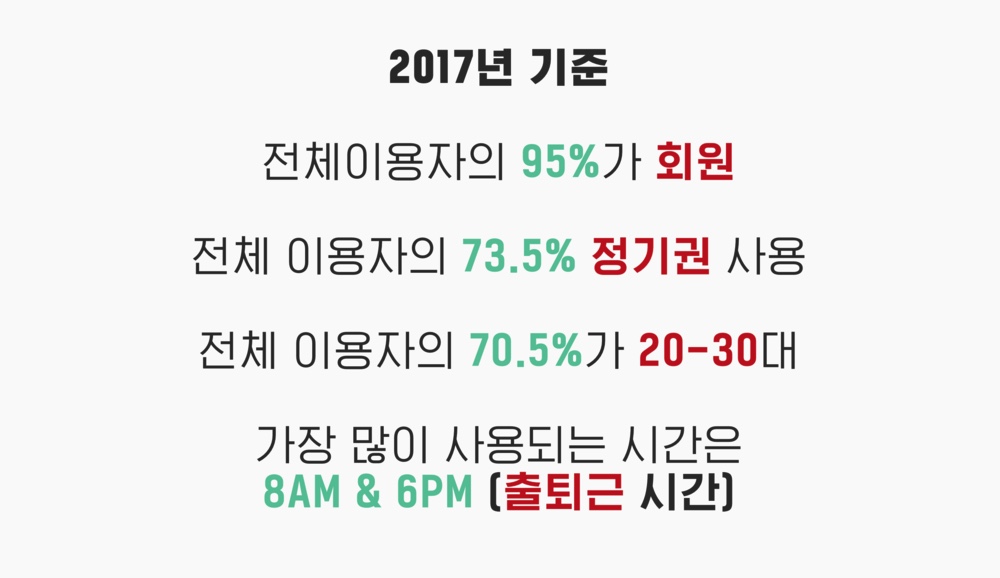 2017년 기준
전체이용자의 95%가 회원
전체 이용자의 73.5% 정기권 사용
전체 이용자의 70.5%가 20-30대
가장 많이 사용되는 시간은
8AM & 6PM (출퇴근 시간)